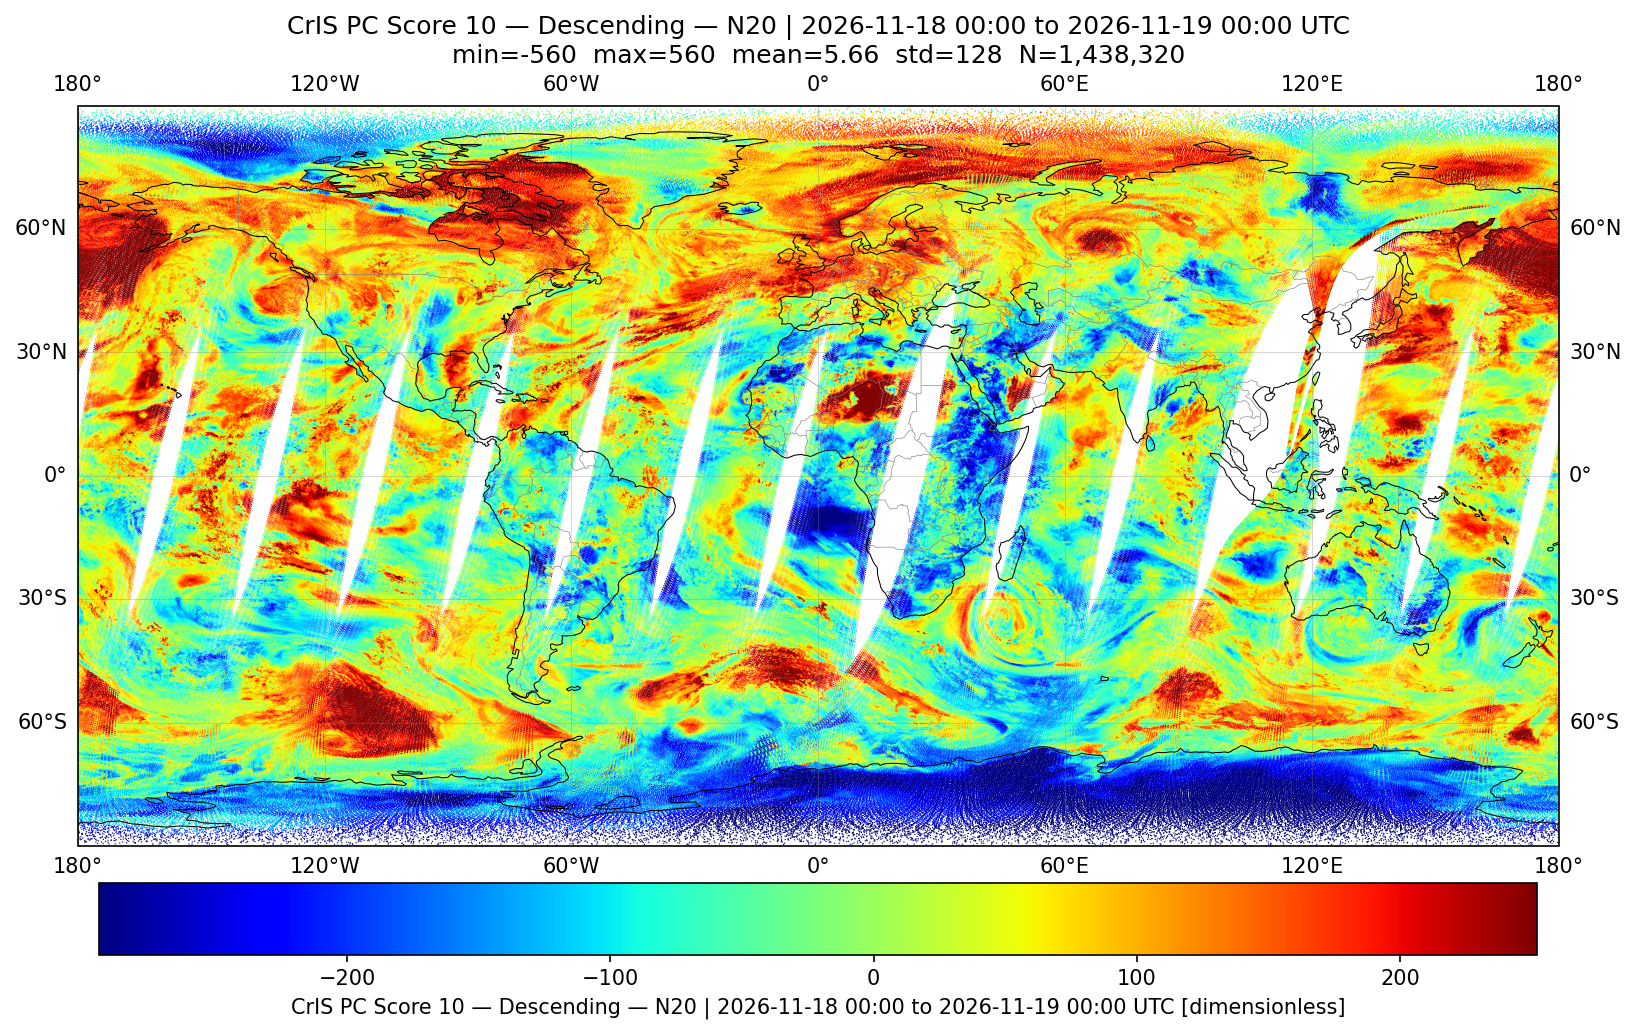 CrIS PC Score 10 — Descending — N20 | 2026-11-18 00:00 to 2026-11-19 00:00 UTC
min=-560  max=560  mean=5.66  std=128  N=1,438,320
180° 120°W 60°W 0° 60°E 120°E 180°
60°N 60°N
30°N 30°N
0° 0°
30°S 30°S
60°S 60°S
180° 120°W 60°W 0° 60°E 120°E 180°
−200 −100 0 100 200
CrIS PC Score 10 — Descending — N20 | 2026-11-18 00:00 to 2026-11-19 00:00 UTC [dimensionless]